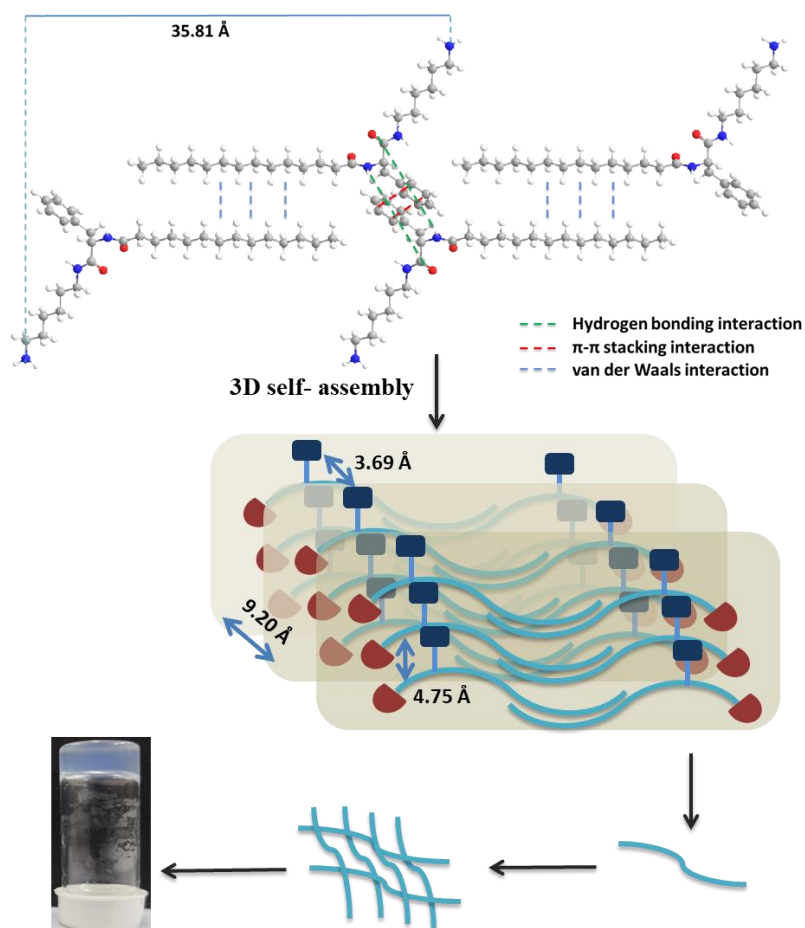 35.81 Å
Hydrogen bonding interaction
π-π stacking interaction
van der Waals interaction
3D self- assembly
3.69 Å
9.20 Å
4.75 Å